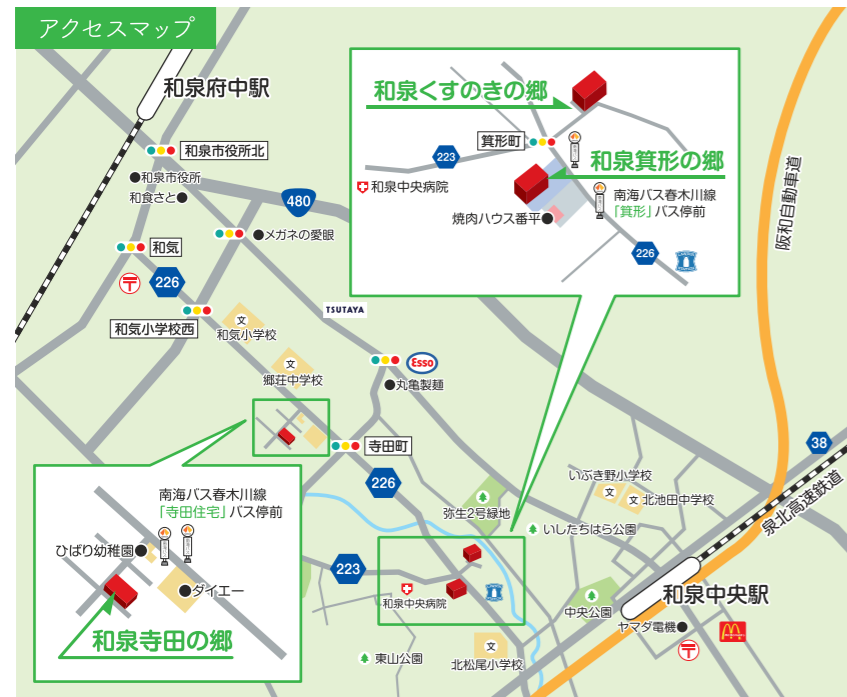 アクセスマップ
和泉府中駅
和泉市役所北
和泉市役所
和食さと
480
メガネの愛眼
和気
226
和気小学校西
文
和気小学校
TSUTAYA
文
郷荘中学校
Esso
丸亀製麺
寺田町
226
和泉くすのきの郷
箕形町
223
和泉中央病院
和泉箕形の郷
南海バス春木川線
「箕形」バス停前
焼肉ハウス番平
226
阪和自動車道
38
泉北高速鉄道
いぶき野小学校
文
文
北池田中学校
弥生2号緑地
いしたちはら公園
223
和泉中央病院
中央公園
和泉中央駅
ヤマダ電機
M
文
北松尾小学校
東山公園
南海バス春木川線
「寺田住宅」バス停前
ひばり幼稚園
ダイエー
和泉寺田の郷